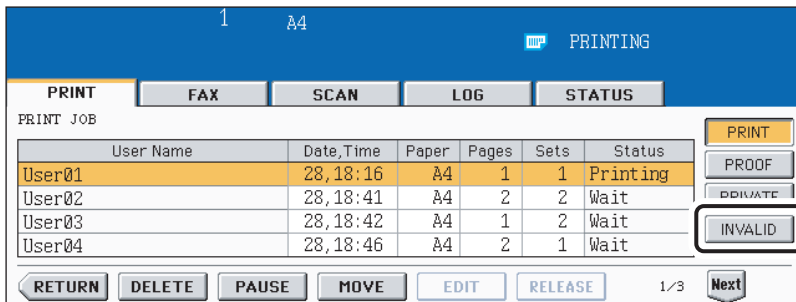 1 A4
PRINTING
PRINT FAX SCAN LOG STATUS
PRINT JOB
PRINT
User Name Date,Time Paper Pages Sets Status
User01 28,18:16 A4 1 1 Printing
PROOF
User02 28,18:41 A4 2 2 Wait
PRIVATE
User03 28,18:42 A4 1 2 Wait
INVALID
User04 28,18:46 A4 2 1 Wait
RETURN DELETE PAUSE MOVE EDIT RELEASE 1/3 Next